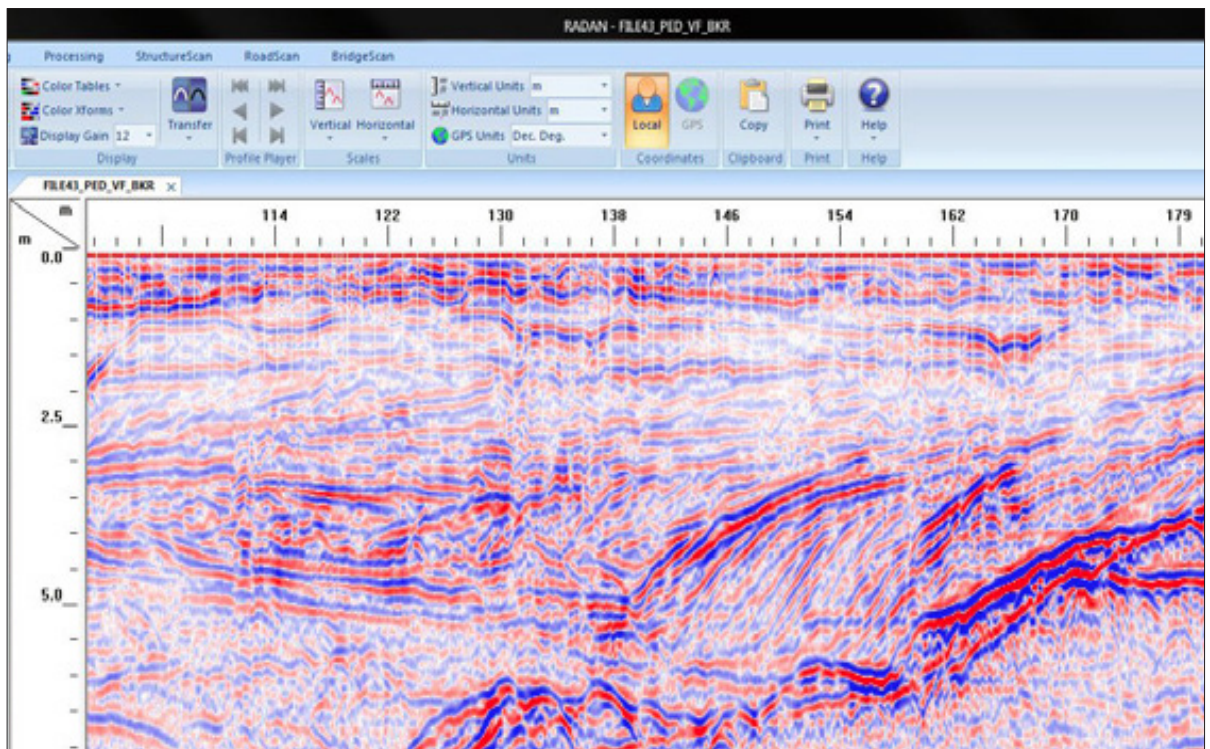 RADAN - FILE43_PED_VF_BKR
Processing StructureScan RoadScan BridgeScan
Color Tables
Color Xforms
Display Gain 12
Transfer
Display
Profile Player
Vertical Horizontal
Scales
Vertical Units m
Horizontal Units m
GPS Units Dec. Deg.
Units
Local GPS
Coordinates
Copy
Clipboard
Print
Print
Help
Help
FILE43_PED_VF_BKR x
m 114 122 130 138 146 154 162 170 179
m
0.0
2.5
5.0